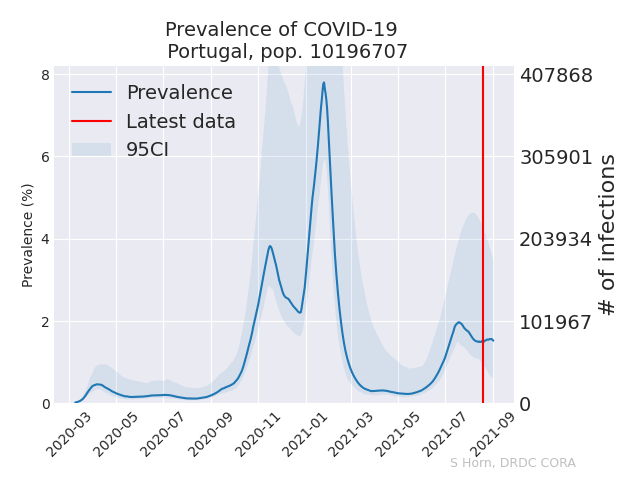 Prevalence of COVID-19
Portugal, pop. 10196707
Prevalence
Latest data
95CI
Prevalence (%)
8
6
4
2
0
407868
305901
203934
101967
0
# of infections
2020-03
2020-05
2020-07
2020-09
2020-11
2021-01
2021-03
2021-05
2021-07
2021-09
S Horn, DRDC CORA